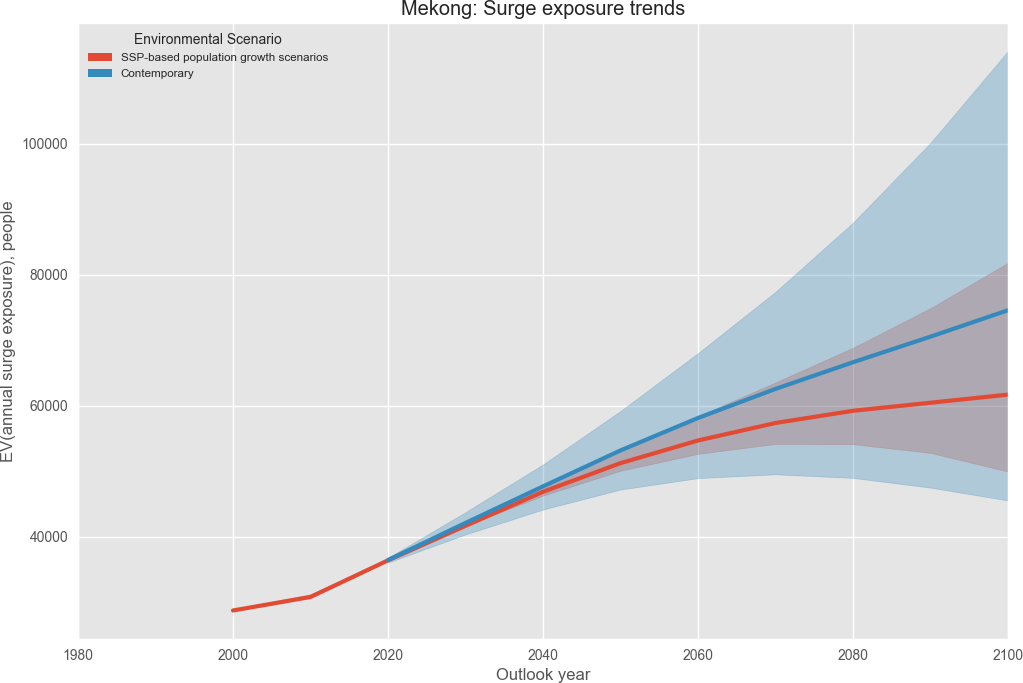 Mekong: Surge exposure trends
Environmental Scenario
SSP-based population growth scenarios
Contemporary
EV(annual surge exposure), people
100000
80000
60000
40000
1980 2000 2020 2040 2060 2080 2100
Outlook year